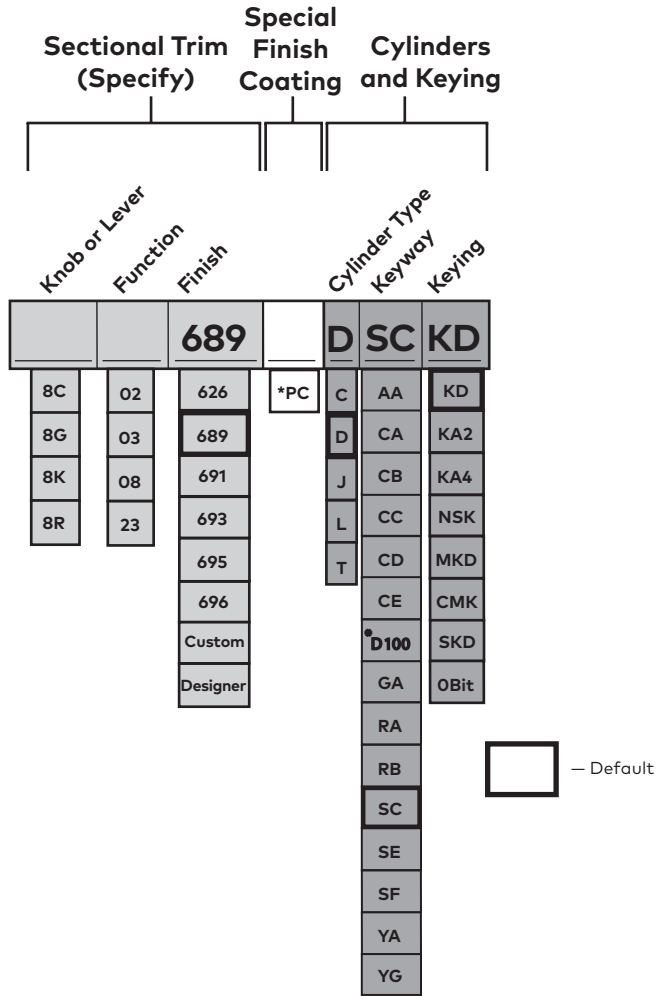 Sectional Trim
(Specify)
Special
Finish
Coating
Cylinders
and Keying
Knob or Lever
Function
Finish
Cylinder Type
Keyway
Keying
689
D
SC
KD
8C
8G
8K
8R
02
03
08
23
626
689
691
693
695
696
Custom
Designer
*PC
C
D
J
L
T
AA
CA
CB
CC
CD
CE
*D100
GA
RA
RB
SC
SE
SF
YA
YG
KD
KA2
KA4
NSK
MKD
CMK
SKD
0Bit
— Default